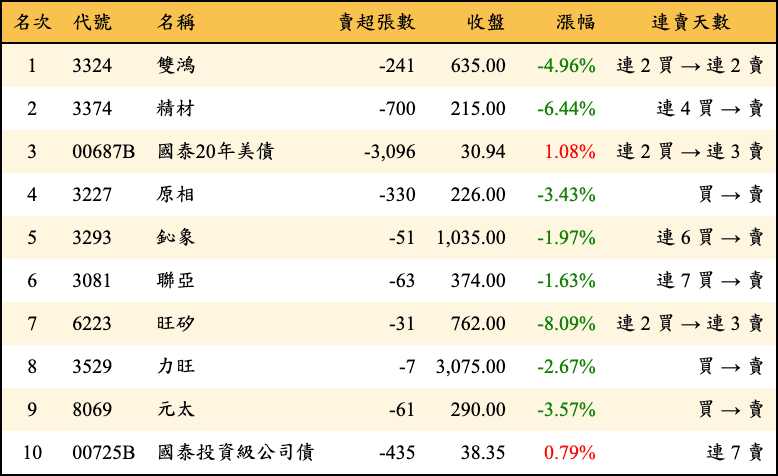 名次 代號 名稱 賣超張數 收盤 漲幅 連賣天數
1 3324 雙鴻 -241 635.00 -4.96% 連 2 買 → 連 2 賣
2 3374 精材 -700 215.00 -6.44% 連 4 買 → 賣
3 00687B 國泰20年美債 -3,096 30.94 1.08% 連 2 買 → 連 3 賣
4 3227 原相 -330 226.00 -3.43% 買 → 賣
5 3293 鈊象 -51 1,035.00 -1.97% 連 6 買 → 賣
6 3081 聯亞 -63 374.00 -1.63% 連 7 買 → 賣
7 6223 旺矽 -31 762.00 -8.09% 連 2 買 → 連 3 賣
8 3529 力旺 -7 3,075.00 -2.67% 買 → 賣
9 8069 元太 -61 290.00 -3.57% 買 → 賣
10 00725B 國泰投資級公司債 -435 38.35 0.79% 連 7 賣